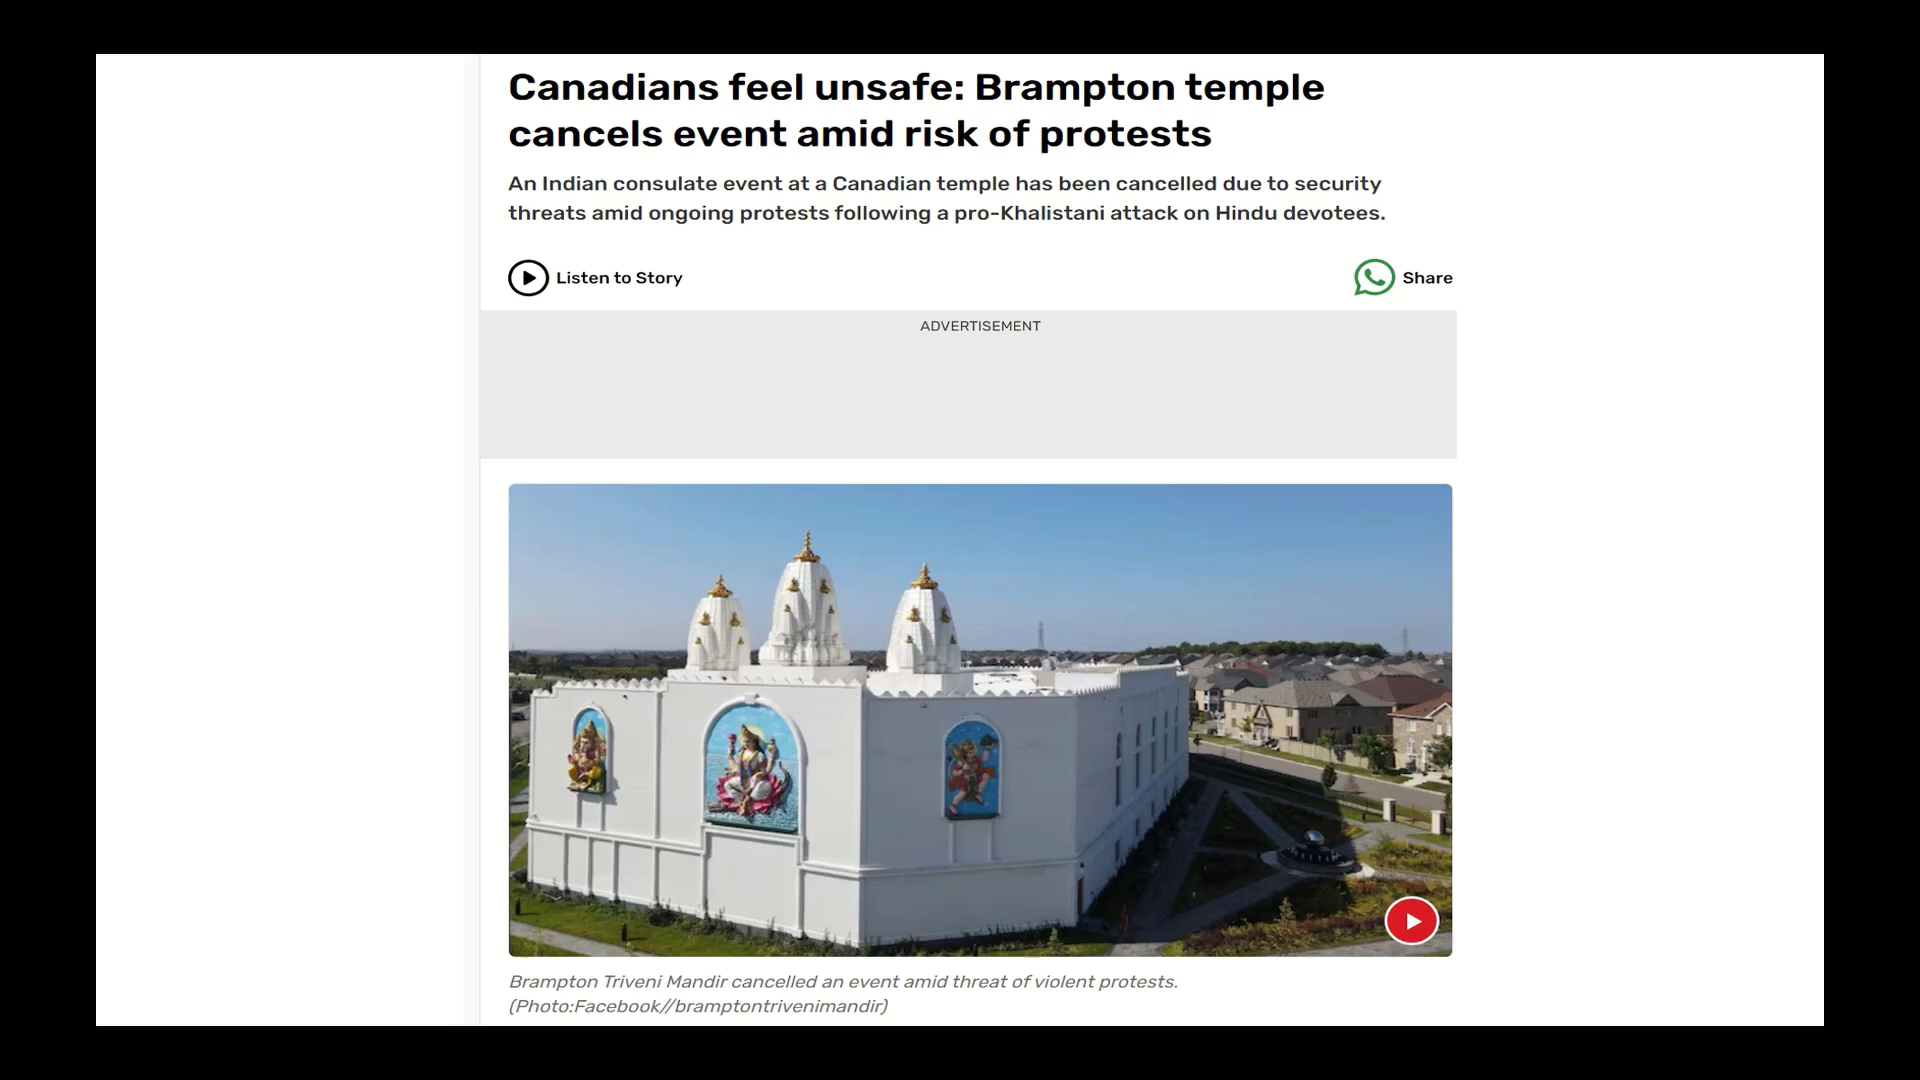 Canadians feel unsafe: Brampton temple
cancels event amid risk of protests
An Indian consulate event at a Canadian temple has been cancelled due to security
threats amid ongoing protests following a pro-Khalistani attack on Hindu devotees.
Listen to Story
Share
ADVERTISEMENT
Brampton Triveni Mandir cancelled an event amid threat of violent protests.
(Photo:Facebook//bramptontrivenimandir)